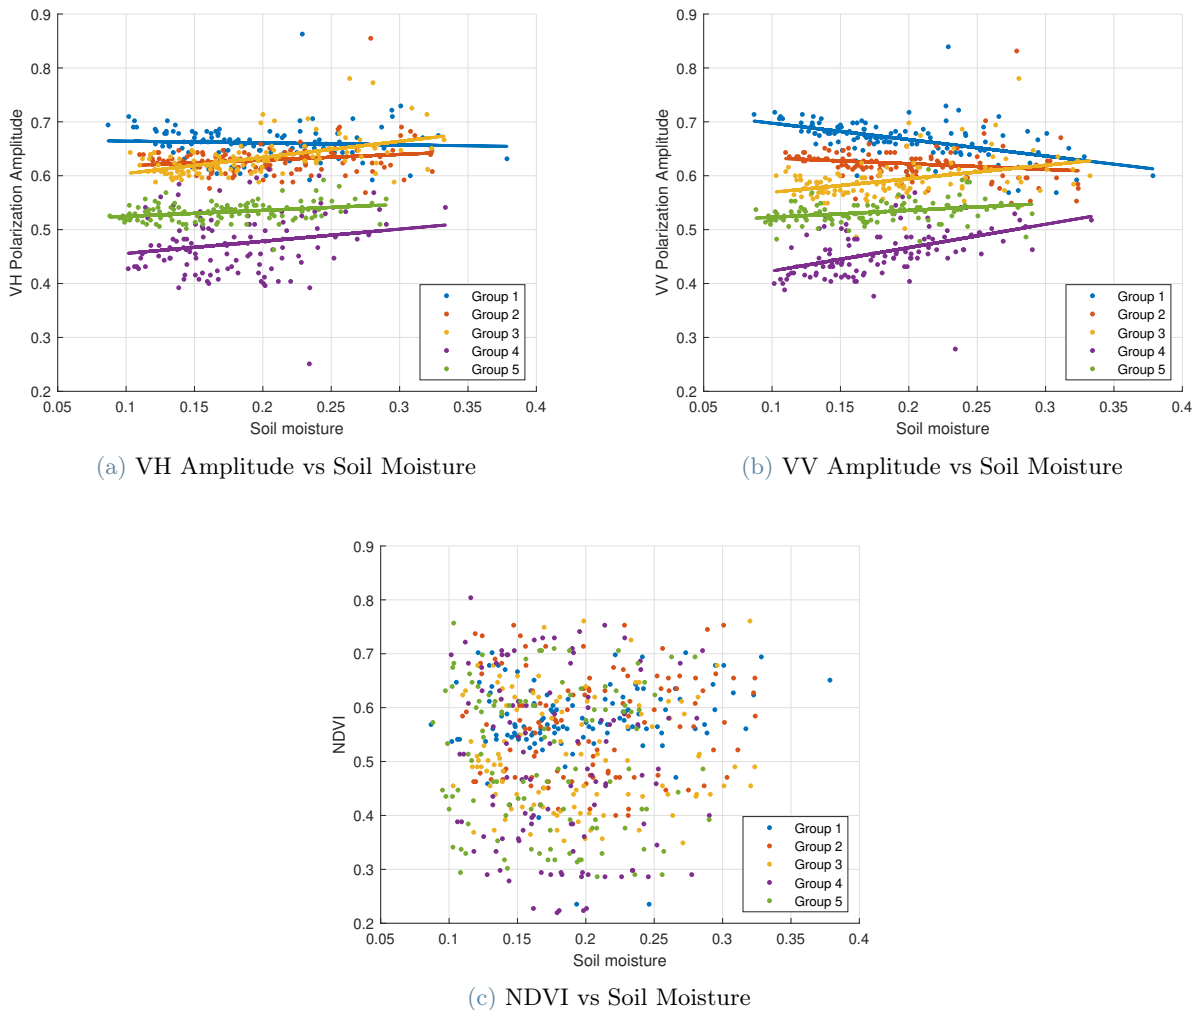 0.9
0.8
0.7
0.6
0.5
0.4
0.3
0.2
VH Polarization Amplitude
0.05 0.1 0.15 0.2 0.25 0.3 0.35 0.4
Soil moisture
Group 1
Group 2
Group 3
Group 4
Group 5
(a) VH Amplitude vs Soil Moisture
0.9
0.8
0.7
0.6
0.5
0.4
0.3
0.2
VV Polarization Amplitude
0.05 0.1 0.15 0.2 0.25 0.3 0.35 0.4
Soil moisture
Group 1
Group 2
Group 3
Group 4
Group 5
(b) VV Amplitude vs Soil Moisture
0.9
0.8
0.7
0.6
0.5
0.4
0.3
0.2
NDVI
0.05 0.1 0.15 0.2 0.25 0.3 0.35 0.4
Soil moisture
Group 1
Group 2
Group 3
Group 4
Group 5
(c) NDVI vs Soil Moisture